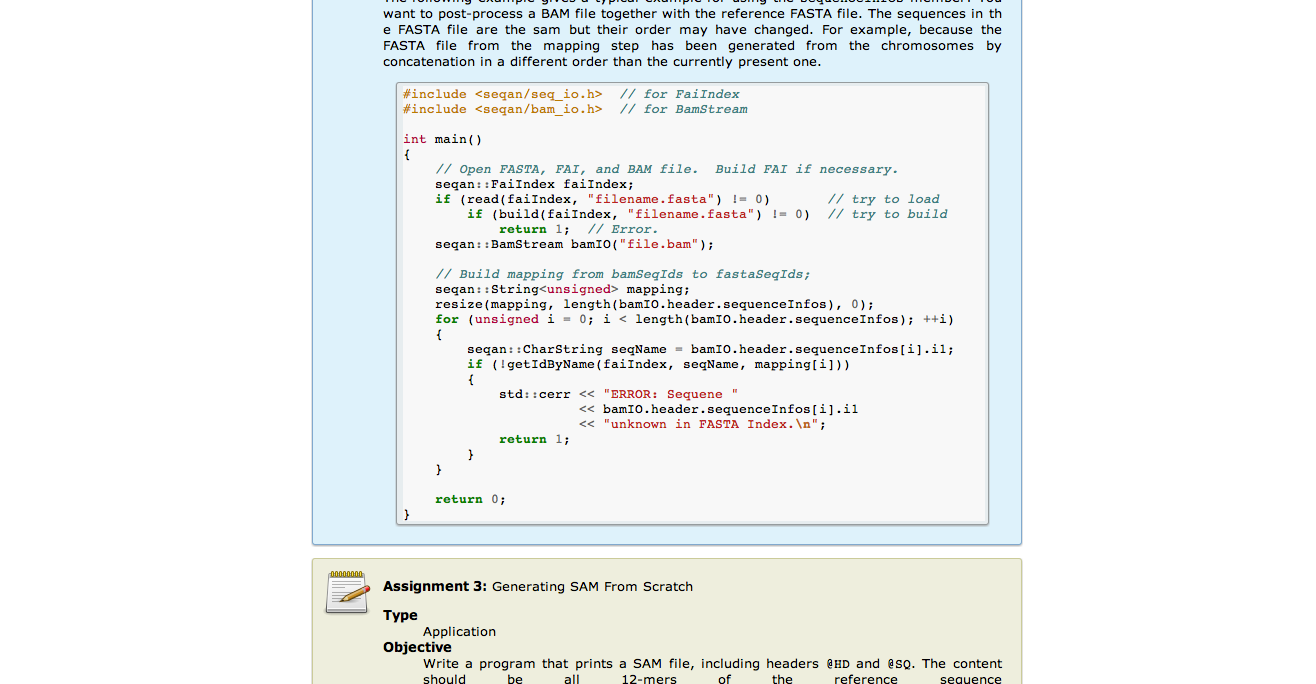 want to post-process a BAM file together with the reference FASTA file. The sequences in th
e FASTA file are the sam but their order may have changed. For example, because the
FASTA file from the mapping step has been generated from the chromosomes by
concatenation in a different order than the currently present one.
#include <seqan/seq_io.h>  // for FaiIndex
#include <seqan/bam_io.h>  // for BamStream
int main()
{
    // Open FASTA, FAI, and BAM file.  Build FAI if necessary.
    seqan::FaiIndex faiIndex;
    if (read(faiIndex, "filename.fasta") != 0)       // try to load
        if (build(faiIndex, "filename.fasta") != 0)  // try to build
            return 1;  // Error.
    seqan::BamStream bamIO("file.bam");
    // Build mapping from bamSeqIds to fastaSeqIds;
    seqan::String<unsigned> mapping;
    resize(mapping, length(bamIO.header.sequenceInfos), 0);
    for (unsigned i = 0; i < length(bamIO.header.sequenceInfos); ++i)
    {
        seqan::CharString seqName = bamIO.header.sequenceInfos[i].i1;
        if (!getIdByName(faiIndex, seqName, mapping[i]))
        {
            std::cerr << "ERROR: Sequene "
                      << bamIO.header.sequenceInfos[i].i1
                      << "unknown in FASTA Index.\n";
            return 1;
        }
    }
    return 0;
}
Assignment 3: Generating SAM From Scratch
Type
Application
Objective
Write a program that prints a SAM file, including headers @HD and @SQ. The content
should be all 12-mers of the reference sequence